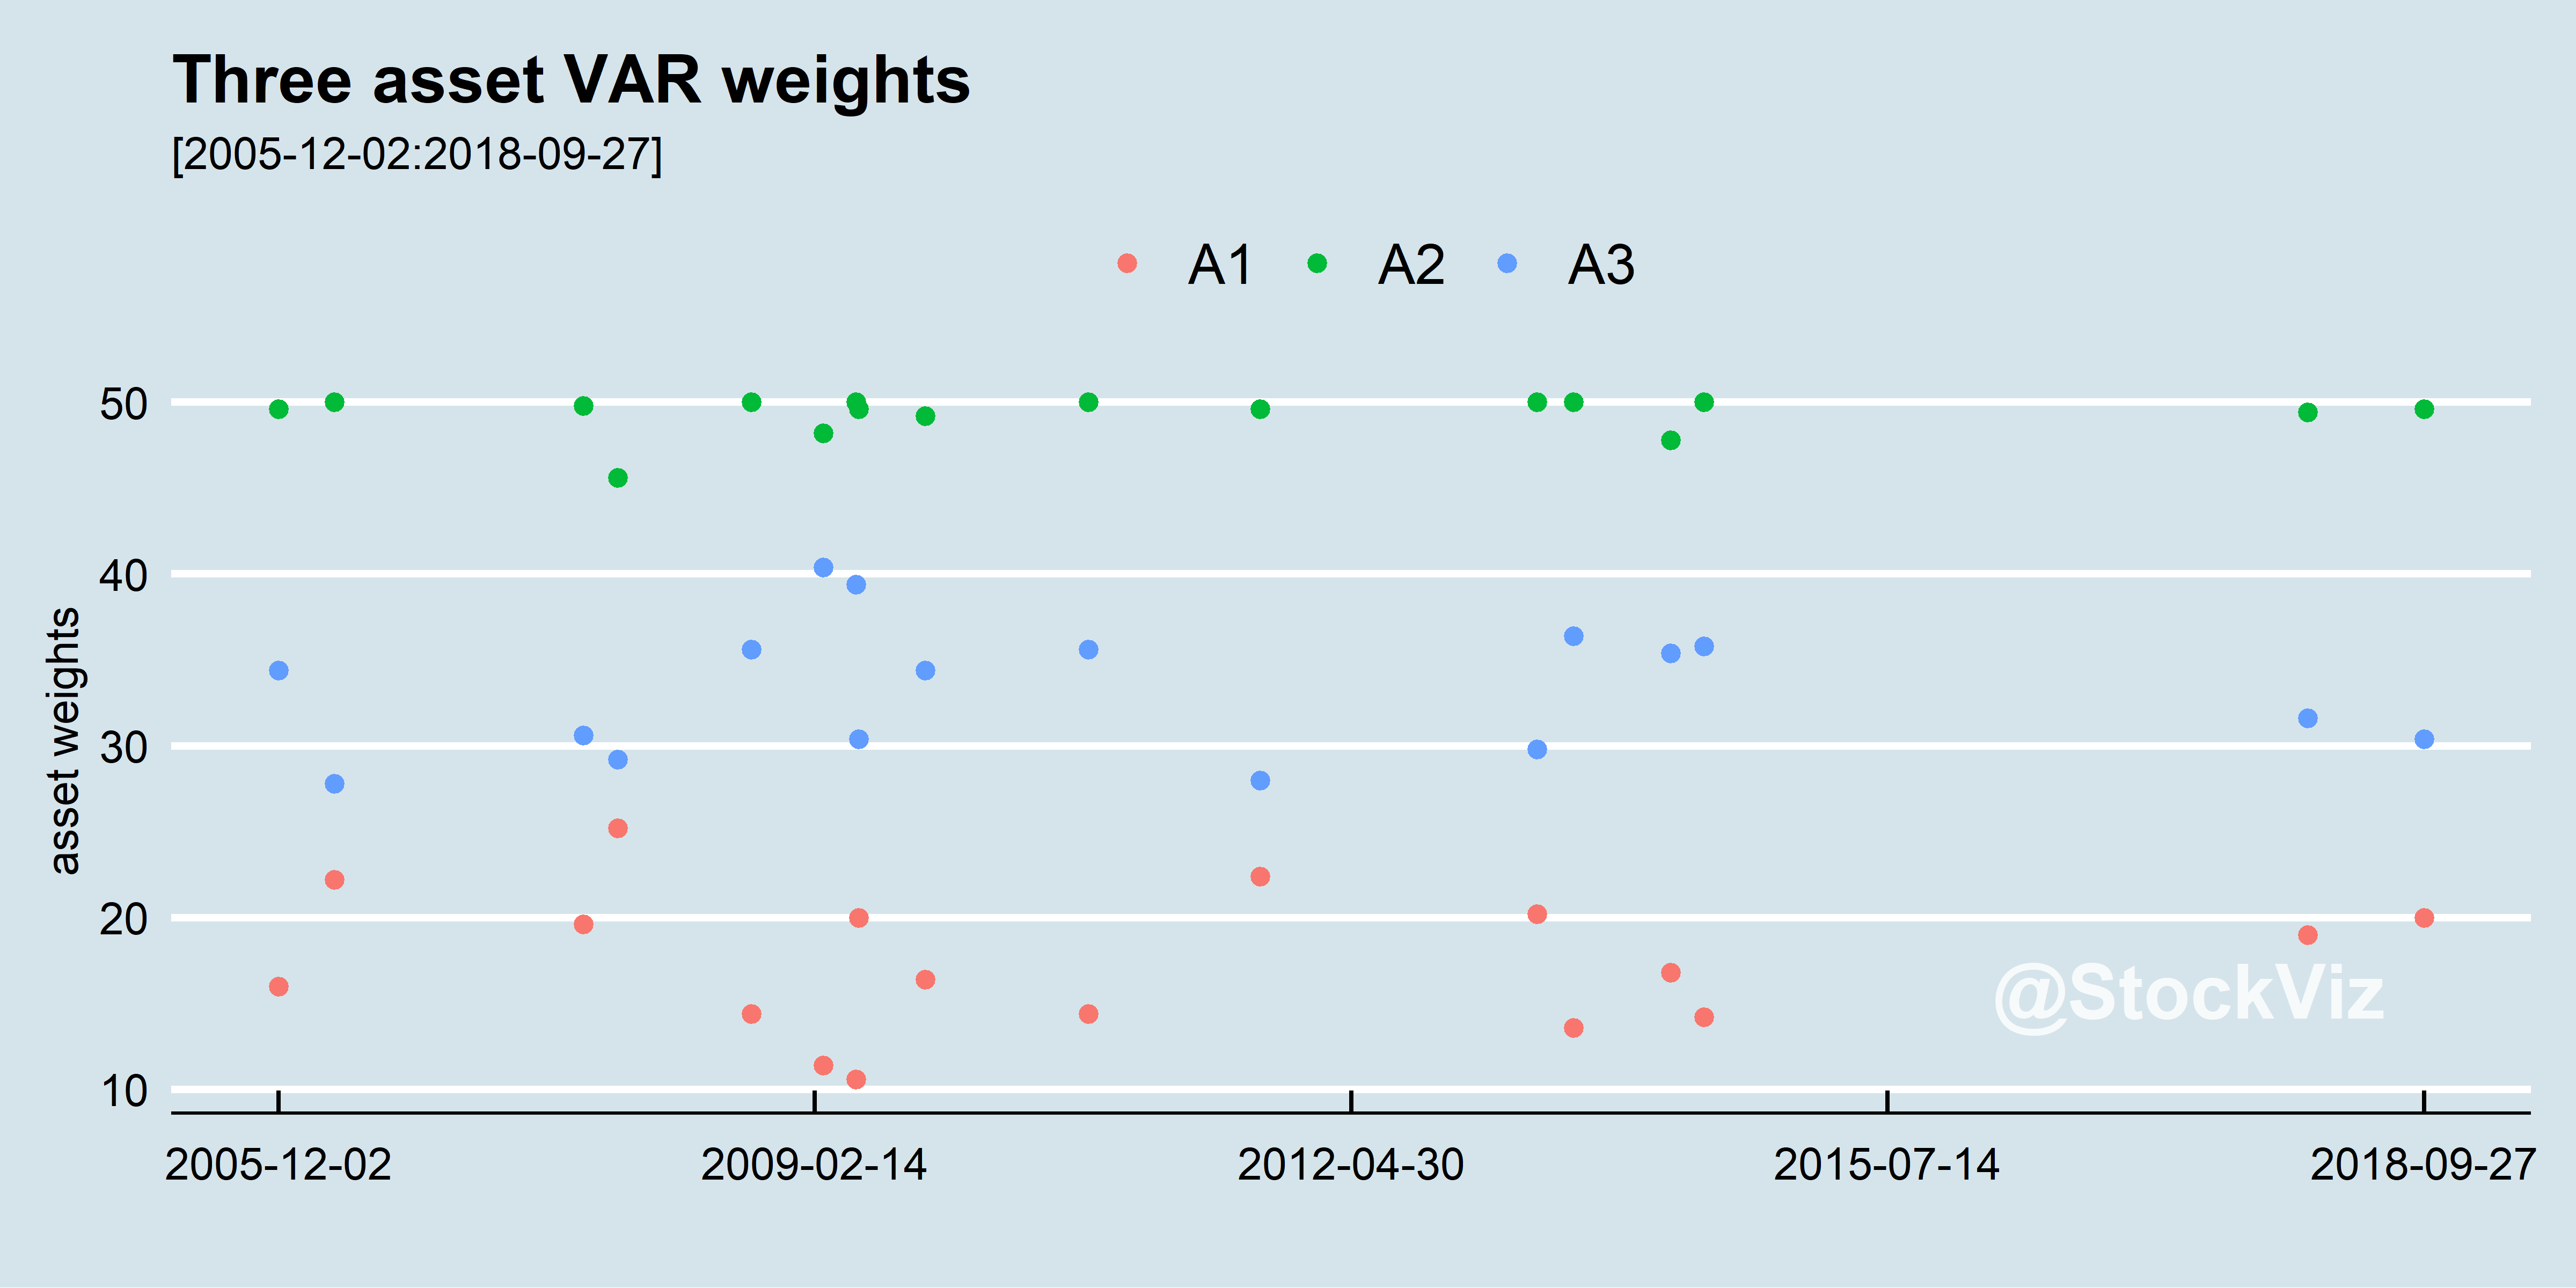 Three asset VAR weights
[2005-12-02:2018-09-27]
A1 A2 A3
50
40
30
20
10
asset weights
@StockViz
2005-12-02 2009-02-14 2012-04-30 2015-07-14 2018-09-27